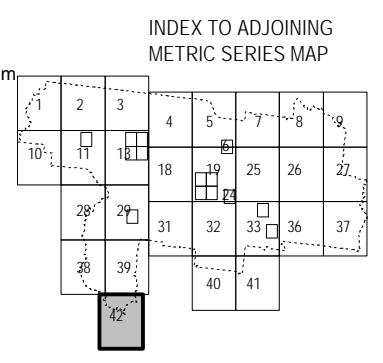 INDEX TO ADJOINING
METRIC SERIES MAP
m
1 2 3 4 5 7 8 9
6
10 11 13 18 19 25 26 27
24
28 29 31 32 33 36 37
38 39 40 41
42